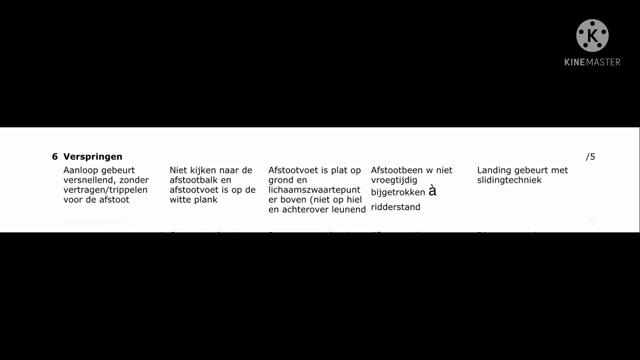 K
KINEMASTER
6 Verspringen /5
Aanloop gebeurt
versnellend, zonder
vertragen/trippelen
voor de afstoot
Niet kijken naar de
afstootbalk en
afstootvoet is op de
witte plank
Afstootvoet is plat op
grond en
lichaamszwaartepunt
er boven (niet op hiel
en achterover leunend
Afstootbeen w niet
vroegtijdig
bijgetrokken à
ridderstand
Landing gebeurt met
slidingtechniek